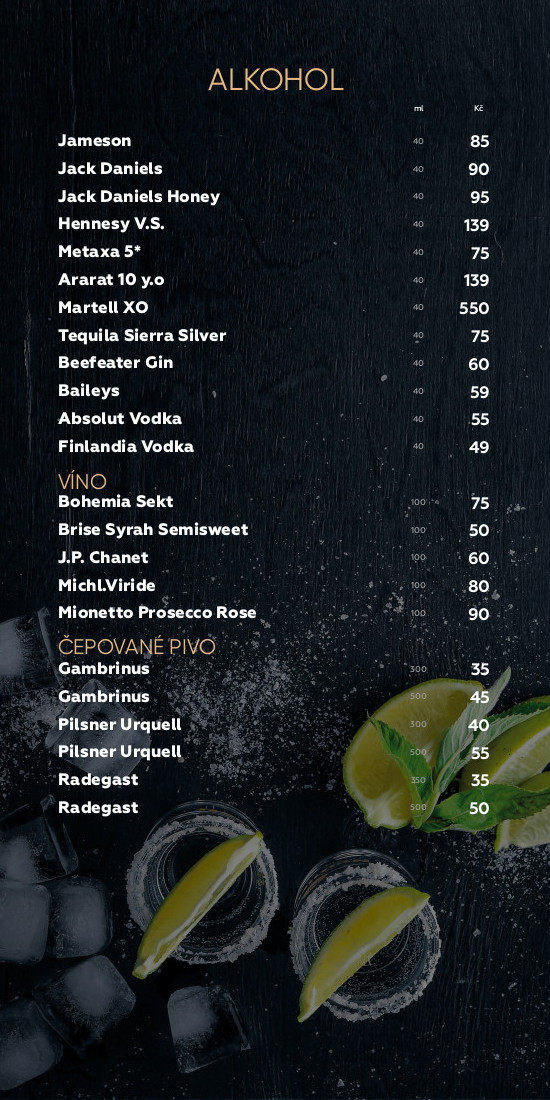 ALKOHOL
ml Kč
Jameson 40 85
Jack Daniels 40 90
Jack Daniels Honey 40 95
Hennesy V.S. 40 139
Metaxa 5* 40 75
Ararat 10 y.o 40 139
Martell XO 40 550
Tequila Sierra Silver 40 75
Beefeater Gin 40 60
Baileys 40 59
Absolut Vodka 40 55
Finlandia Vodka 40 49
VÍNO
Bohemia Sekt 100 75
Brise Syrah Semisweet 100 50
J.P. Chanet 100 60
Michl.Viride 100 80
Mionetto Prosecco Rose 100 90
ČEPOVANÉ PIVO
Gambrinus 300 35
Gambrinus 500 45
Pilsner Urquell 300 40
Pilsner Urquell 500 55
Radegast 350 35
Radegast 500 50